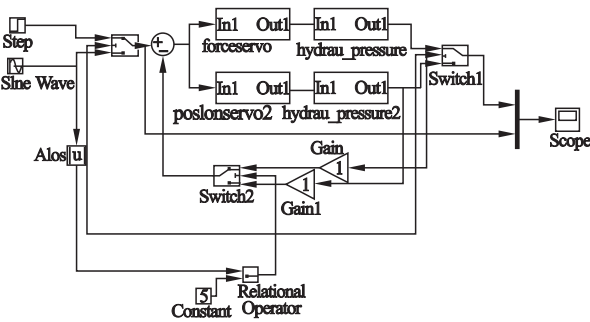 Step
Slne Wave
In1 Out1
forceservo
In1 Out1
hydrau_pressure
Switch1
In1 Out1
poslonservo2
In1 Out1
hydrau_pressure2
Scope
Alos
u
Gain
1
Switch2
1
Gain1
5
Constant
Relational
Operator